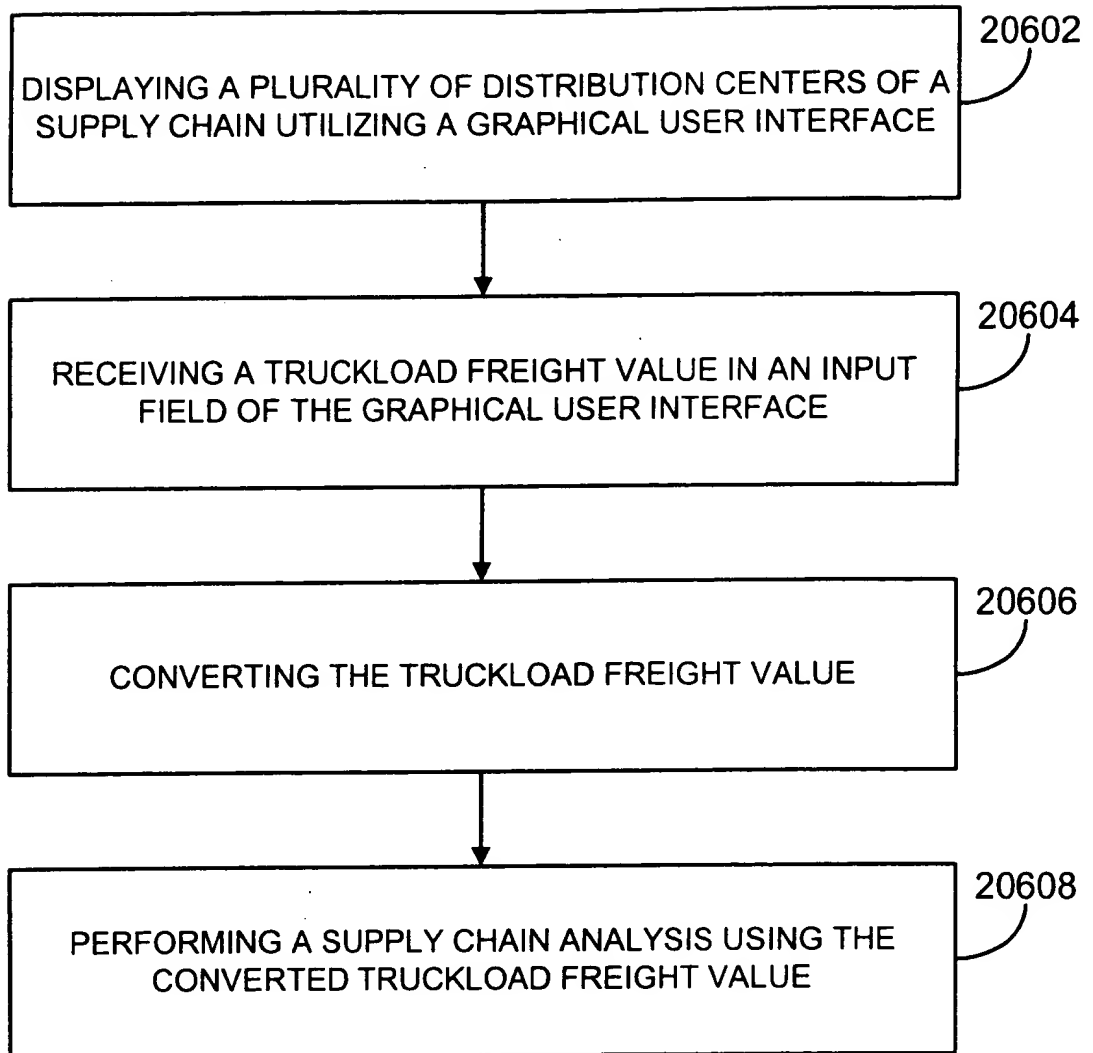 20602
DISPLAYING A PLURALITY OF DISTRIBUTION CENTERS OF A
SUPPLY CHAIN UTILIZING A GRAPHICAL USER INTERFACE
20604
RECEIVING A TRUCKLOAD FREIGHT VALUE IN AN INPUT
FIELD OF THE GRAPHICAL USER INTERFACE
20606
CONVERTING THE TRUCKLOAD FREIGHT VALUE
20608
PERFORMING A SUPPLY CHAIN ANALYSIS USING THE
CONVERTED TRUCKLOAD FREIGHT VALUE